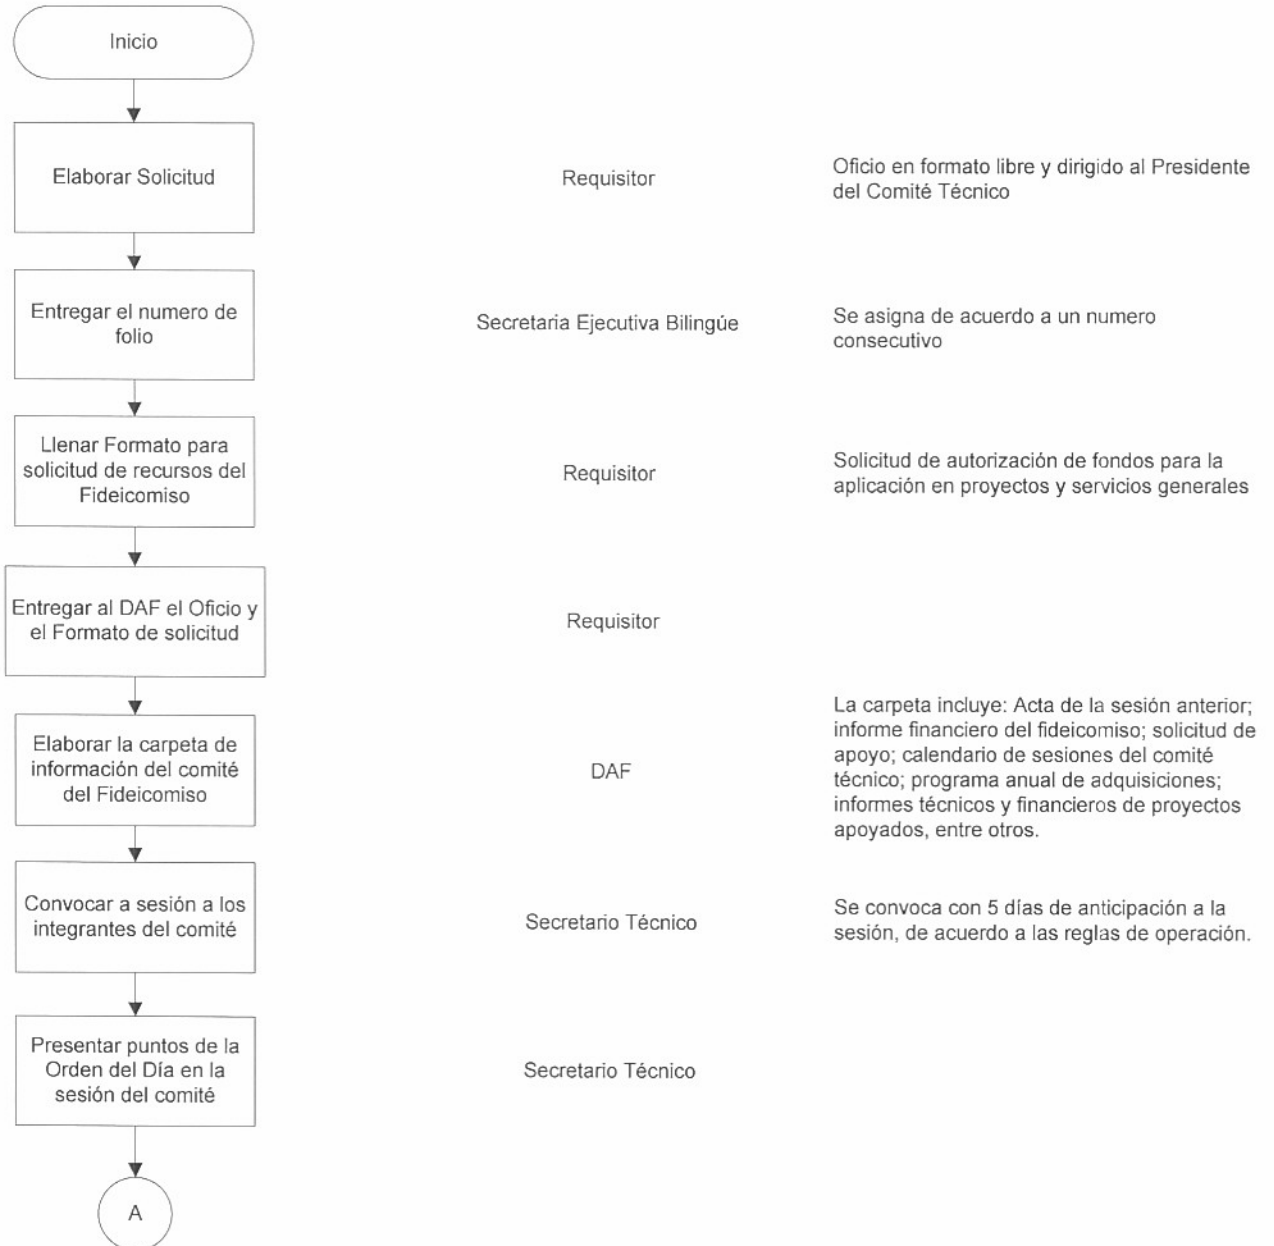 Inicio
Elaborar Solicitud
Requisitor
Oficio en formato libre y dirigido al Presidente
del Comité Técnico
Entregar el numero de
folio
Secretaria Ejecutiva Bilingúe
Se asigna de acuerdo a un numero
consecutivo
Llenar Formato para
solicitud de recursos del
Fideicomiso
Requisitor
Solicitud de autorización de fondos para la
aplicación en proyectos y servicios generales
Entregar al DAF el Oficio y
el Formato de solicitud
Requisitor
Elaborar la carpeta de
información del comité
del Fideicomiso
DAF
La carpeta incluye: Acta de la sesión anterior;
informe financiero del fideicomiso; solicitud de
apoyo; calendario de sesiones del comité
técnico; programa anual de adquisiciones;
informes técnicos y financieros de proyectos
apoyados, entre otros.
Convocar a sesión a los
integrantes del comité
Secretario Técnico
Se convoca con 5 días de anticipación a la
sesión, de acuerdo a las reglas de operación.
Presentar puntos de la
Orden del Día en la
sesión del comité
Secretario Técnico
A